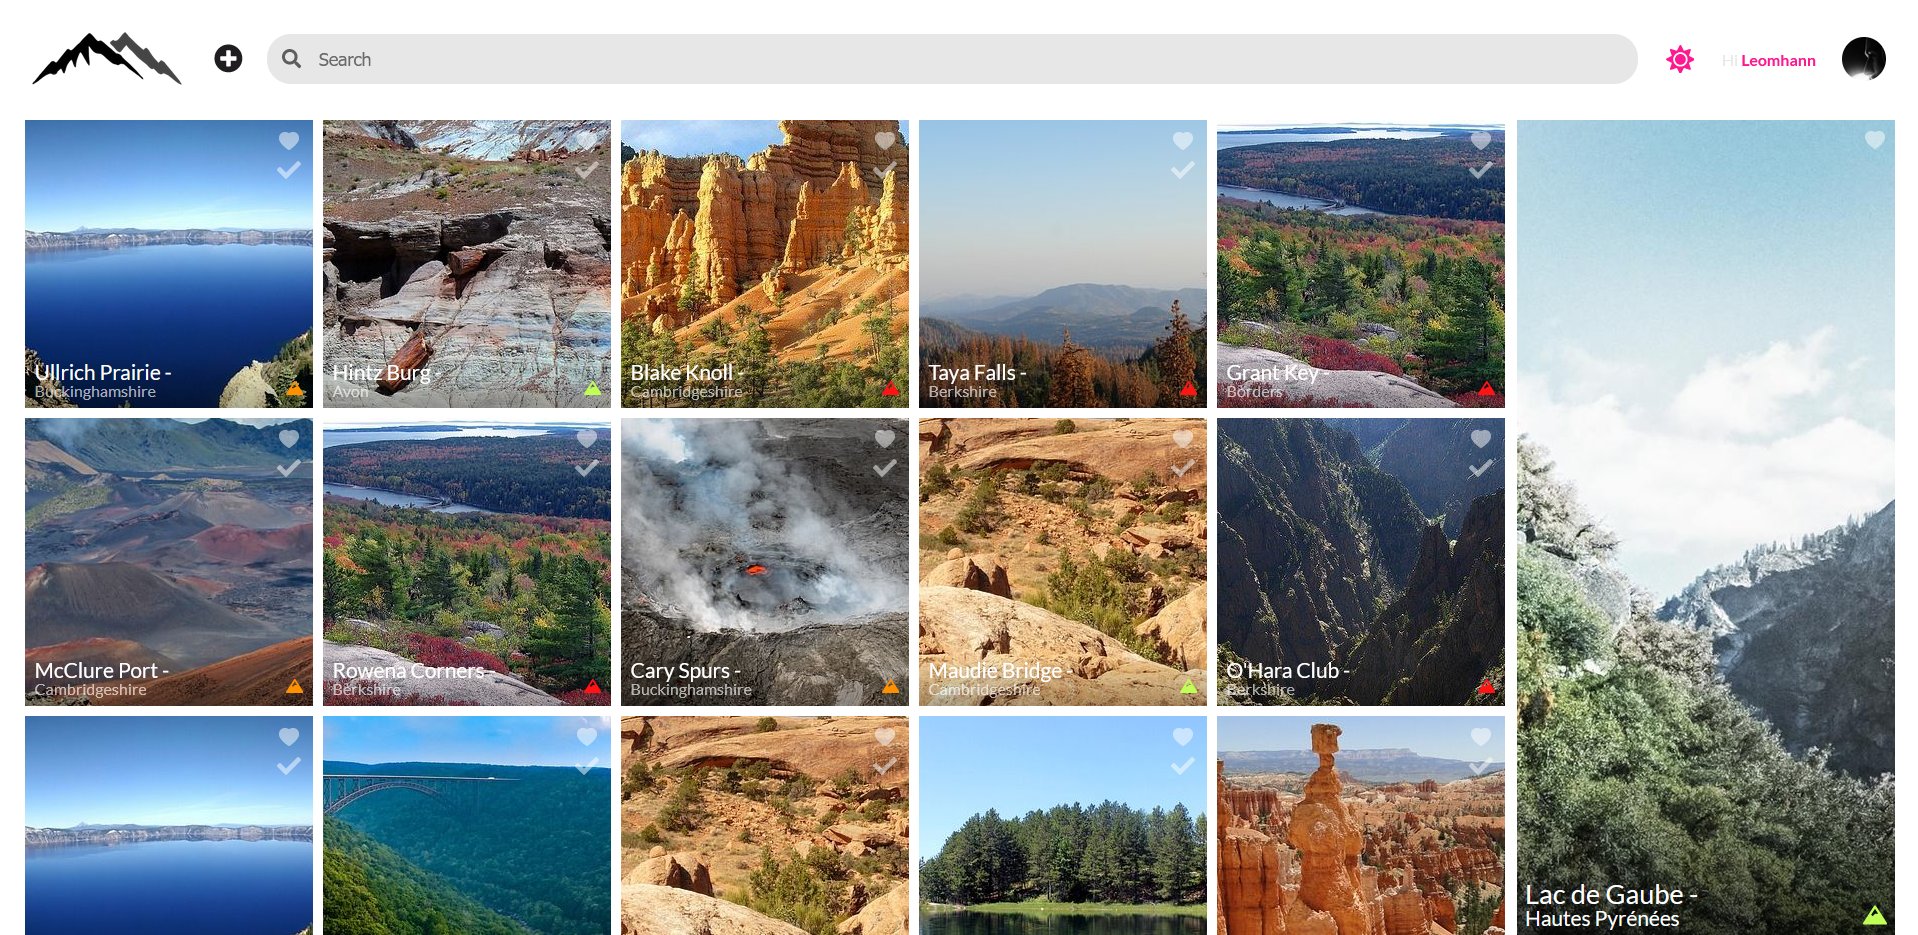 Search
Hi Leomhann
Ullrich Prairie -
Buckinghamshire
Hintz Burg -
Avon
Blake Knoll -
Cambridgeshire
Taya Falls -
Berkshire
Grant Key -
Borders
McClure Port -
Cambridgeshire
Rowena Corners -
Berkshire
Cary Spurs -
Buckinghamshire
Maudie Bridge -
Cambridgeshire
O'Hara Club -
Berkshire
Lac de Gaube -
Hautes Pyrénées